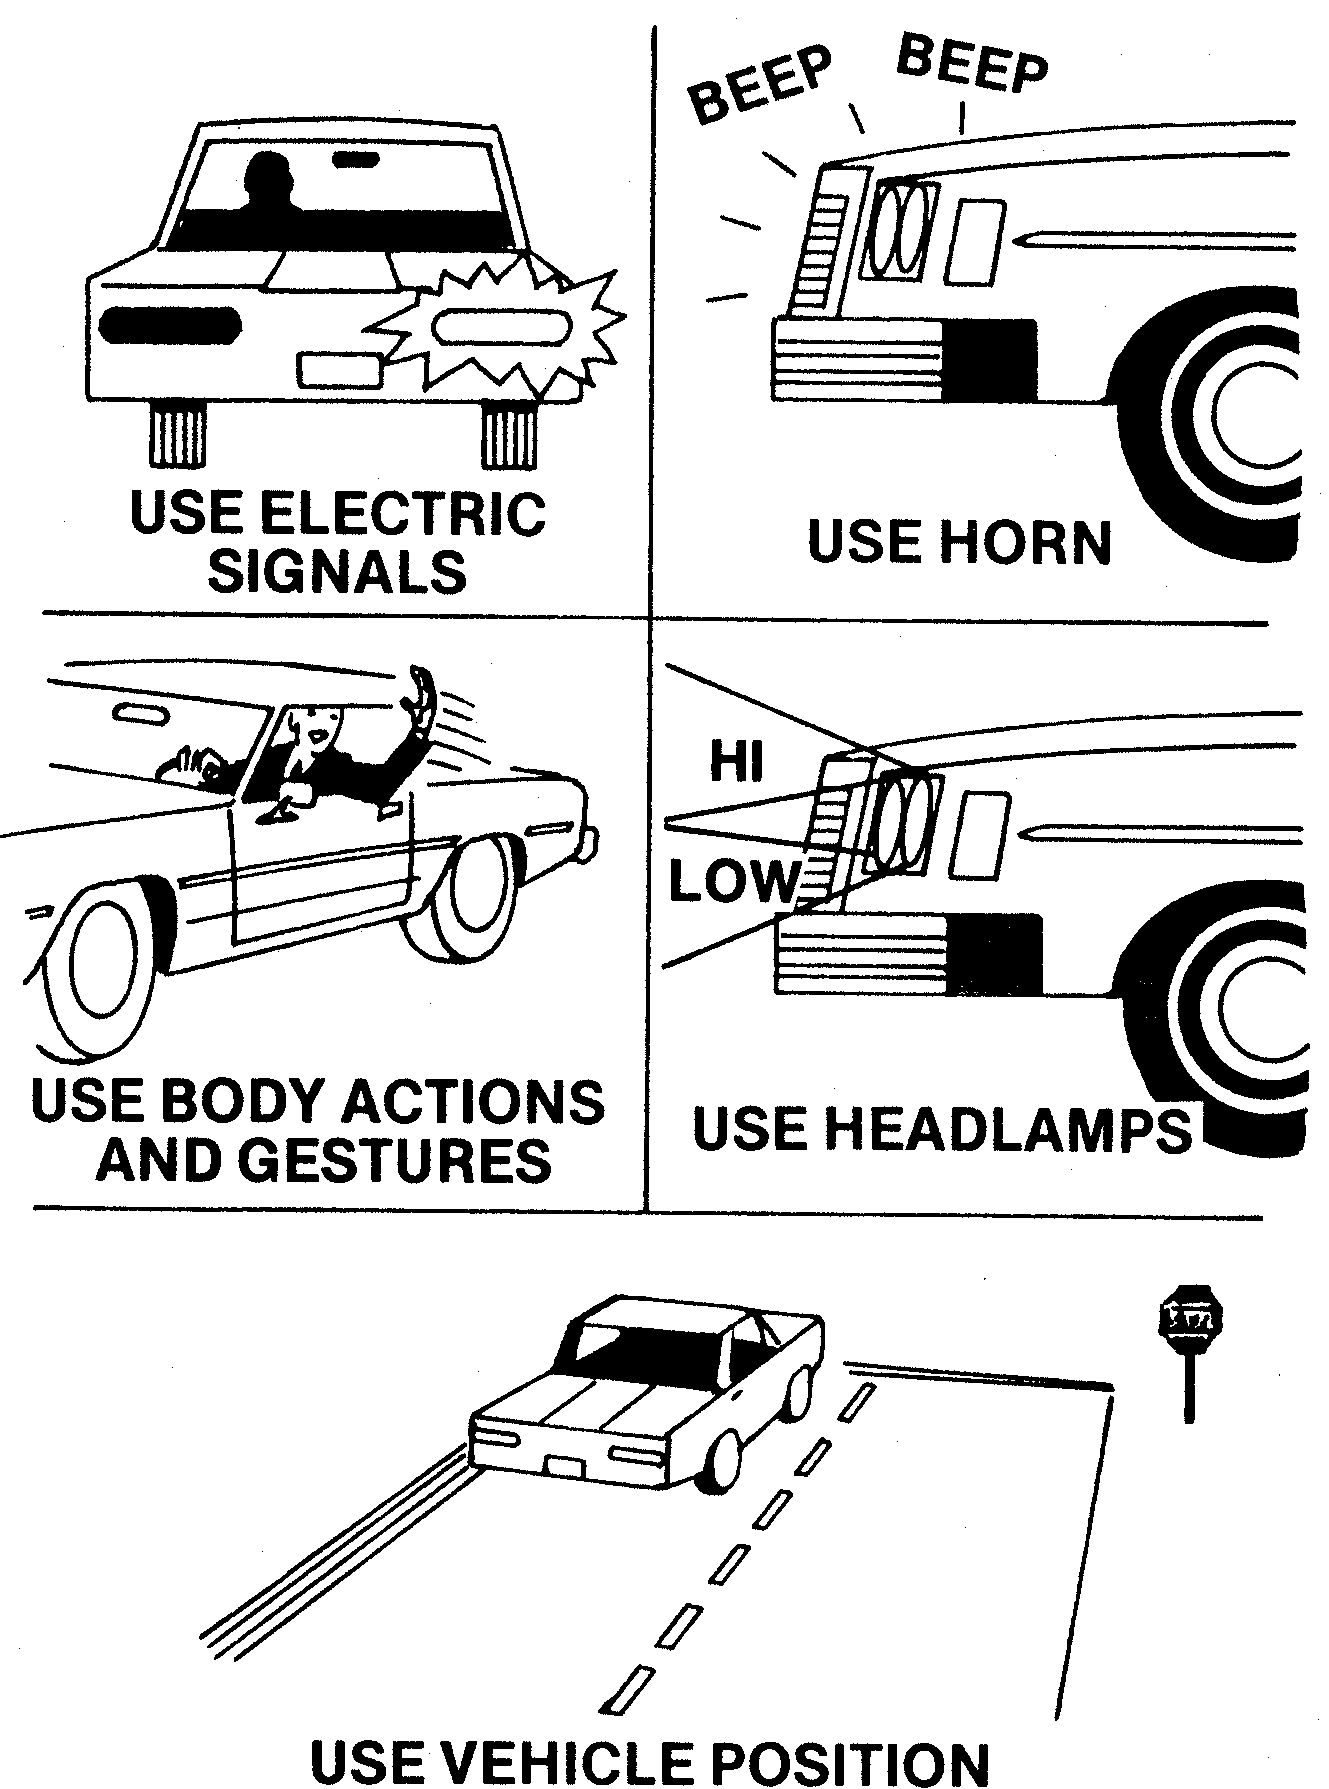 BEEP BEEP
USE ELECTRIC
SIGNALS
USE HORN
USE BODY ACTIONS
AND GESTURES
HI
LOW
USE HEADLAMPS
USE VEHICLE POSITION